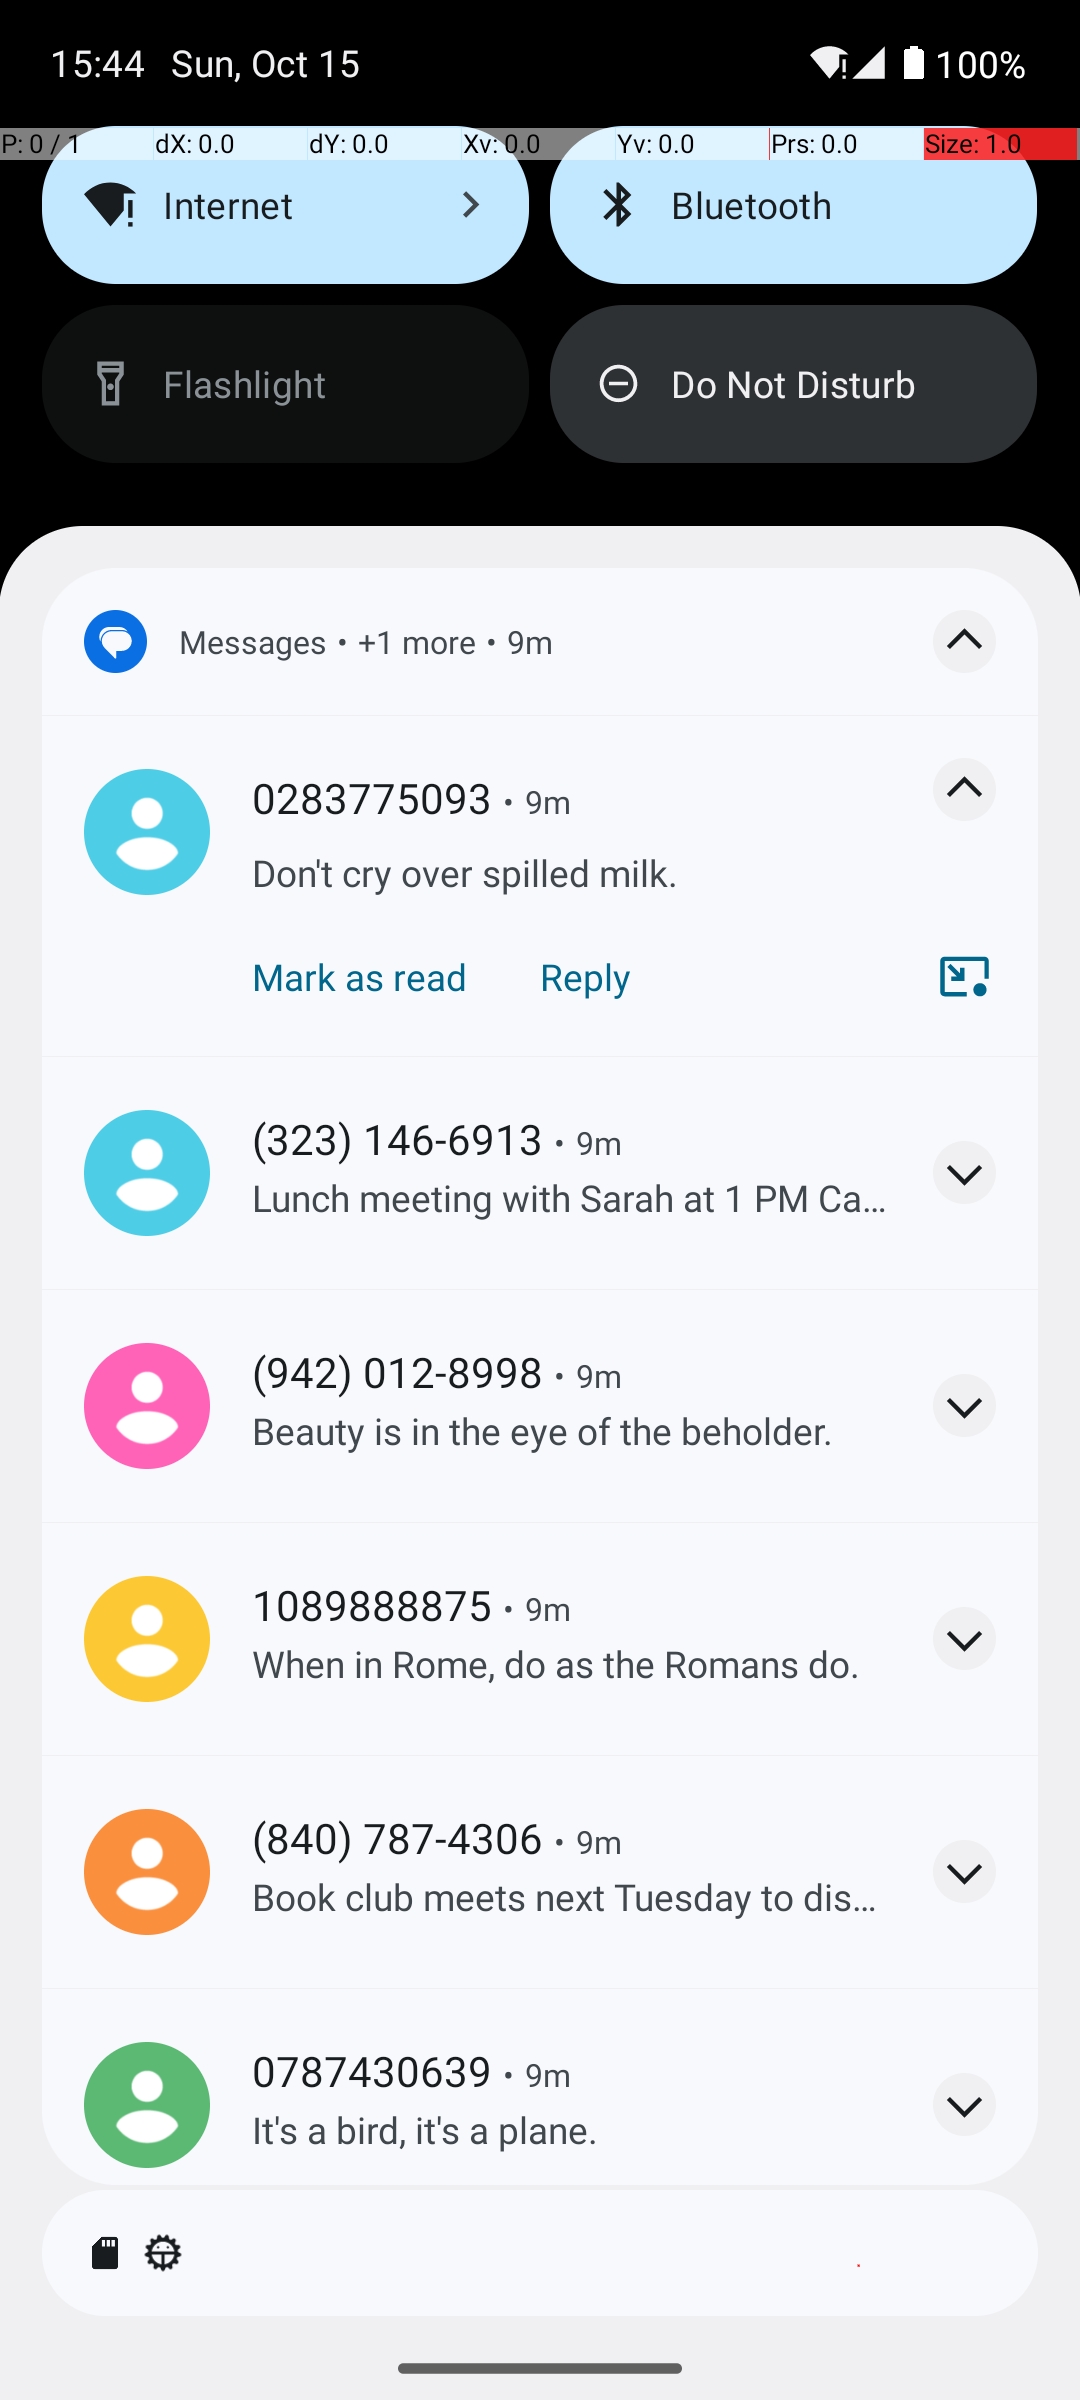 15:44 Sun, Oct 15 100%
P: 0 / 1 dX: 0.0 dY: 0.0 Xv: 0.0 Yv: 0.0 Prs: 0.0 Size: 1.0
Internet Bluetooth
Flashlight Do Not Disturb
Messages • +1 more • 9m
0283775093 • 9m
Don't cry over spilled milk.
Mark as read Reply
(323) 146-6913 • 9m
Lunch meeting with Sarah at 1 PM Ca...
(942) 012-8998 • 9m
Beauty is in the eye of the beholder.
1089888875 • 9m
When in Rome, do as the Romans do.
(840) 787-4306 • 9m
Book club meets next Tuesday to dis...
0787430639 • 9m
It's a bird, it's a plane.